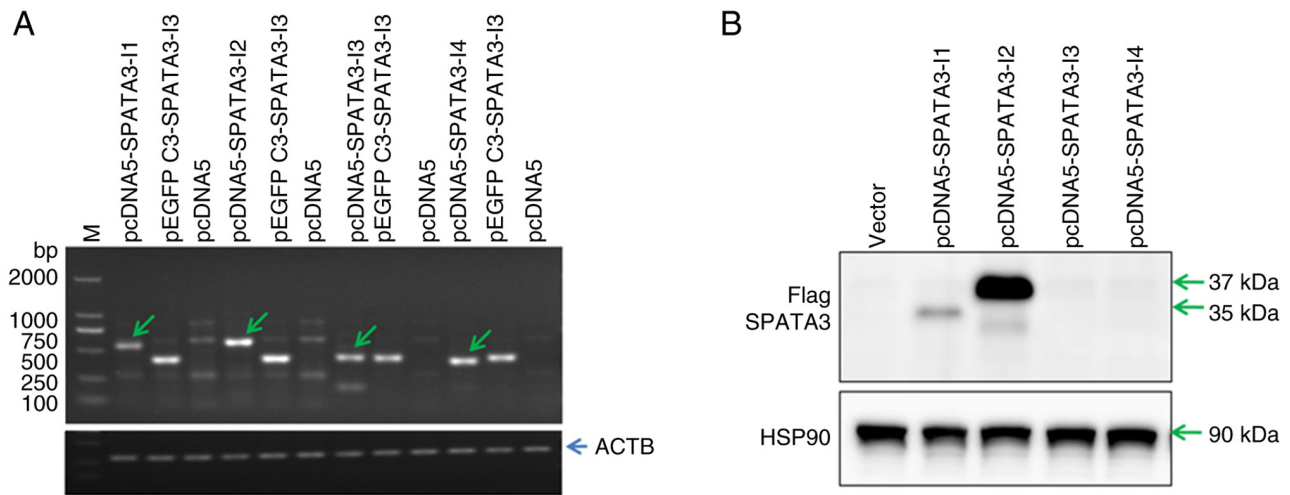 A
M
pcDNA5-SPATA3-I1
pEGFP C3-SPATA3-I3
pcDNA5
pcDNA5-SPATA3-I2
pEGFP C3-SPATA3-I3
pcDNA5
pcDNA5-SPATA3-I3
pEGFP C3-SPATA3-I3
pcDNA5
pcDNA5-SPATA3-I4
pEGFP C3-SPATA3-I3
pcDNA5
bp
2000
1000
750
500
250
100
ACTB
B
Vector
pcDNA5-SPATA3-I1
pcDNA5-SPATA3-I2
pcDNA5-SPATA3-I3
pcDNA5-SPATA3-I4
Flag
SPATA3
37 kDa
35 kDa
HSP90
90 kDa